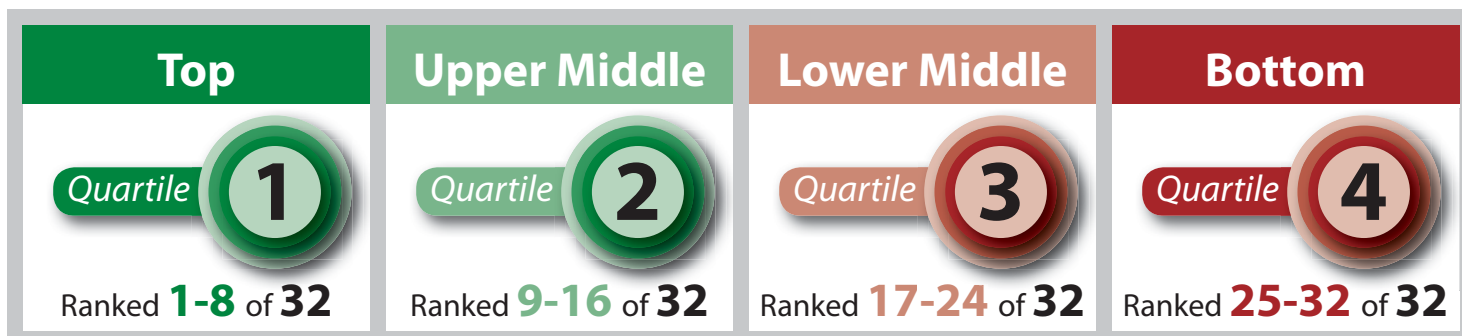 Top
Quartile 1
Ranked 1-8 of 32
Upper Middle
Quartile 2
Ranked 9-16 of 32
Lower Middle
Quartile 3
Ranked 17-24 of 32
Bottom
Quartile 4
Ranked 25-32 of 32